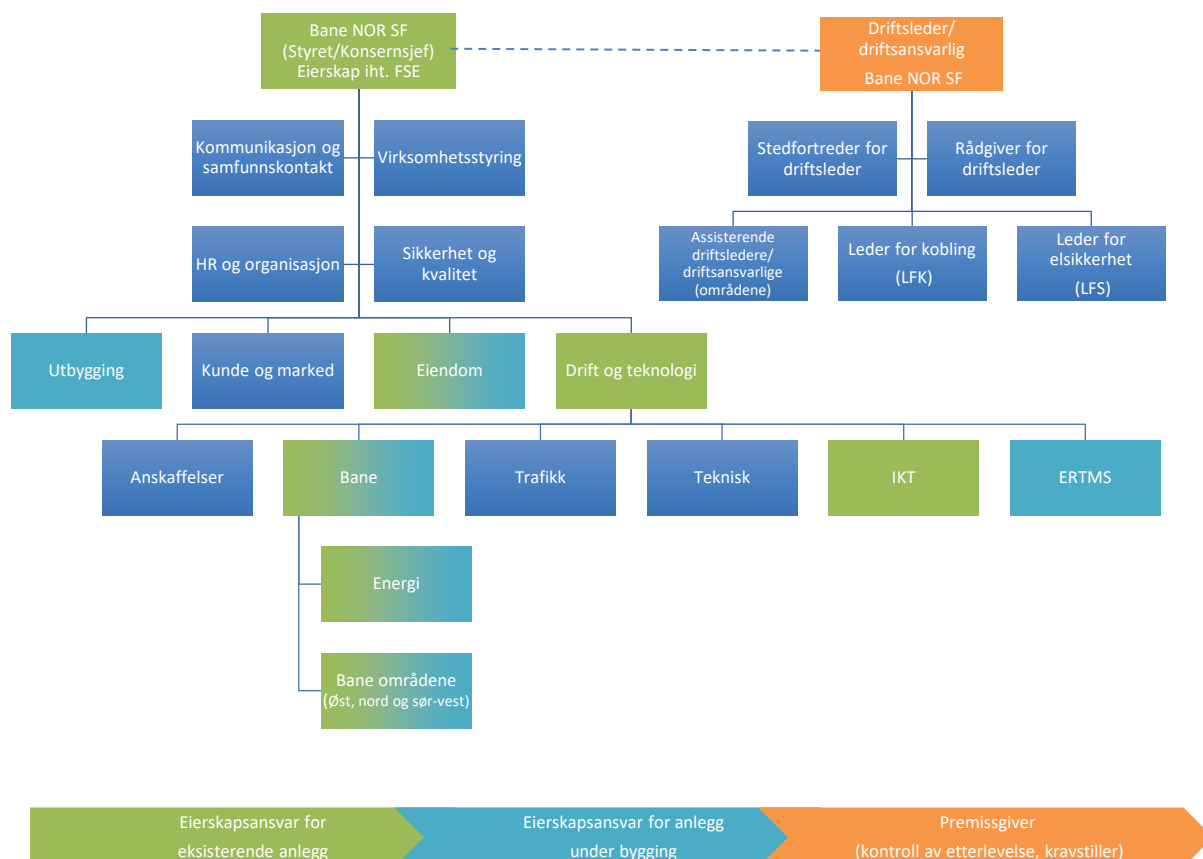 Bane NOR SF
(Styret/Konsernsjef)
Eierskap iht. FSE
Driftsleder/
driftsansvarlig
Bane NOR SF
Kommunikasjon og
samfunnskontakt
Virksomhetsstyring
Stedfortreder for
driftsleder
Rådgiver for
driftsleder
HR og organisasjon
Sikkerhet og
kvalitet
Assisterende
driftsledere/
driftsansvarlige
(områdene)
Leder for kobling
(LFK)
Leder for
elsikkerhet
(LFS)
Utbygging
Kunde og marked
Eiendom
Drift og teknologi
Anskaffelser
Bane
Trafikk
Teknisk
IKT
ERTMS
Energi
Bane områdene
(Øst, nord og sør-vest)
Eierskapsansvar for
eksisterende anlegg
Eierskapsansvar for anlegg
under bygging
Premissgiver
(kontroll av etterlevelse, kravstiller)